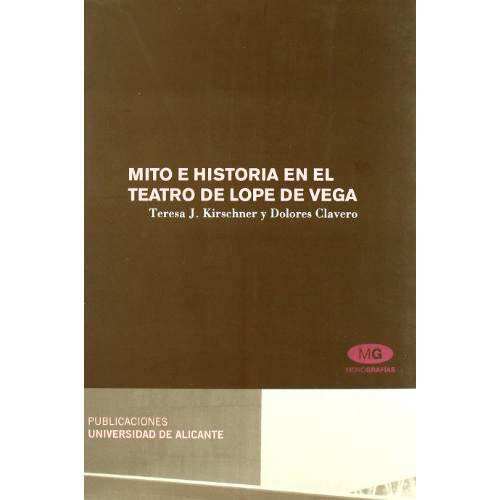 MITO E HISTORIA EN EL
TEATRO DE LOPE DE VEGA
Teresa J. Kirschner y Dolores Clavero
MG
MONOGRAFÍAS
PUBLICACIONES
UNIVERSIDAD DE ALICANTE